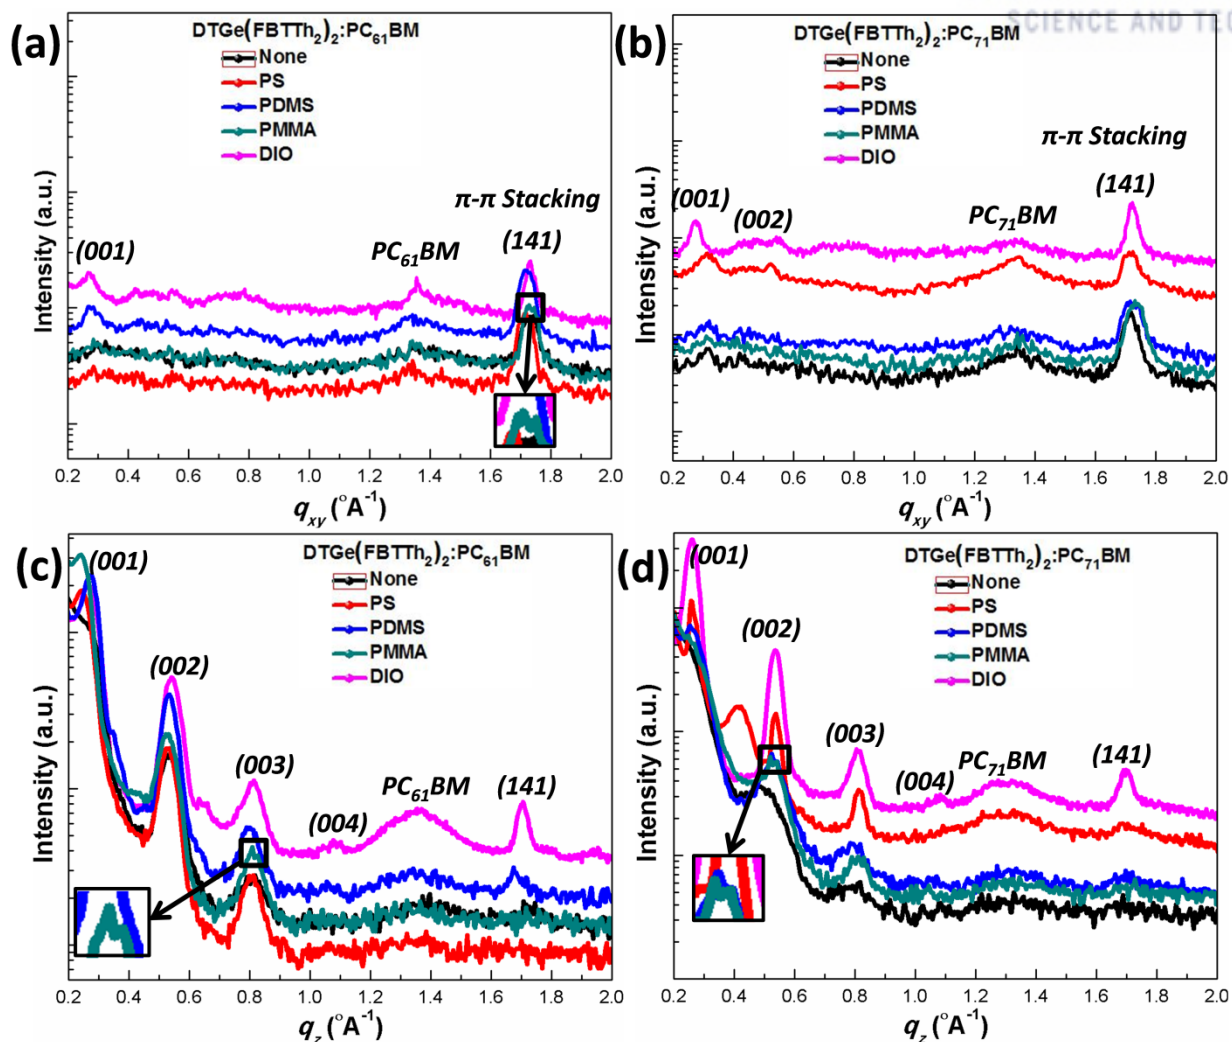 SCIENCE AND TE
(a)
DTGe(FBTTh₂)₂:PC₆₁BM
None
PS
PDMS
PMMA
DIO
π-π Stacking
(001)
PC₆₁BM
(141)
Intensity (a.u.)
0.2 0.4 0.6 0.8 1.0 1.2 1.4 1.6 1.8 2.0
q_xy (°A⁻¹)
(b)
DTGe(FBTTh₂)₂:PC₇₁BM
None
PS
PDMS
PMMA
DIO
π-π Stacking
(001)
(002)
PC₇₁BM
(141)
Intensity (a.u.)
0.2 0.4 0.6 0.8 1.0 1.2 1.4 1.6 1.8 2.0
q_xy (°A⁻¹)
(c)
DTGe(FBTTh₂)₂:PC₆₁BM
None
PS
PDMS
PMMA
DIO
(001)
(002)
(003)
(004)
PC₆₁BM
(141)
Intensity (a.u.)
0.2 0.4 0.6 0.8 1.0 1.2 1.4 1.6 1.8 2.0
q_z (°A⁻¹)
(d)
DTGe(FBTTh₂)₂:PC₇₁BM
None
PS
PDMS
PMMA
DIO
(001)
(002)
(003)
(004)
PC₇₁BM
(141)
Intensity (a.u.)
0.2 0.4 0.6 0.8 1.0 1.2 1.4 1.6 1.8 2.0
q_z (°A⁻¹)